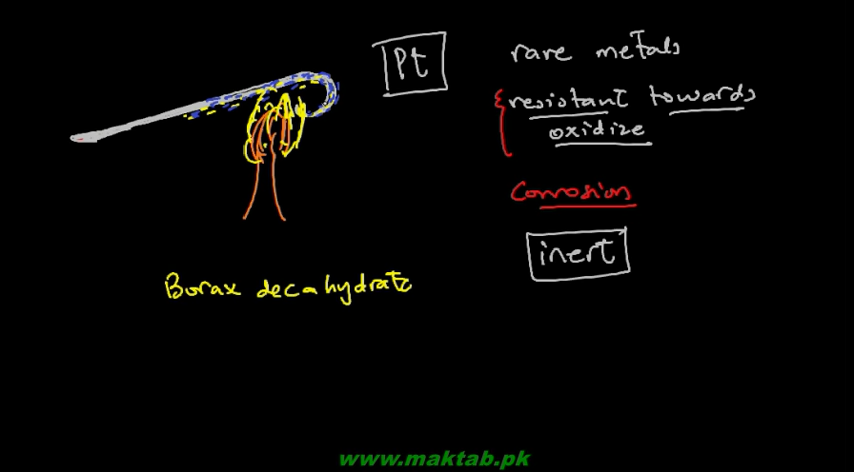 Pt
rare metals
resistant towards
oxidize
Corrosion
inert
Borax decahydrate
www.maktab.pk